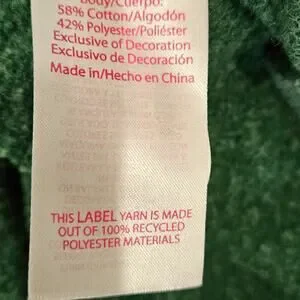 Body/Cuerpo:
58% Cotton/Algodón
42% Polyester/Poliéster
Exclusive of Decoration
Exclusivo de Decoración
Made in/Hecho en China
THIS LABEL YARN IS MADE
OUT OF 100% RECYCLED
POLYESTER MATERIALS